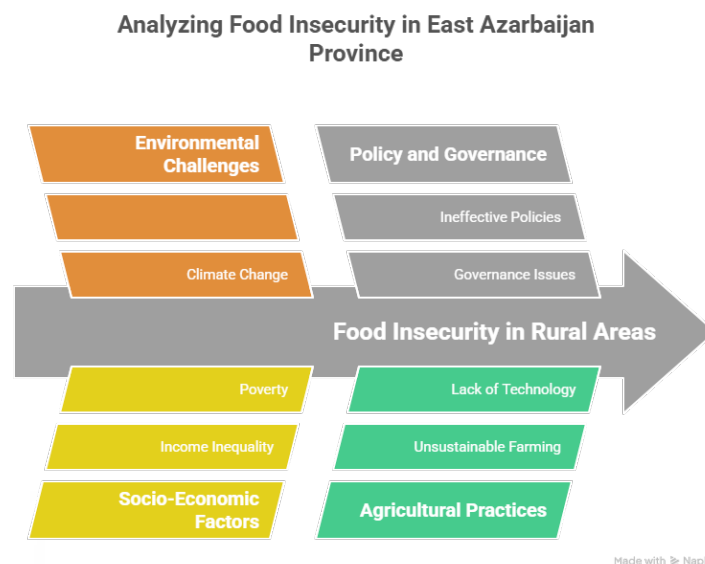 Analyzing Food Insecurity in East Azarbaijan
Province
Environmental
Challenges
Climate Change
Policy and Governance
Ineffective Policies
Governance Issues
Food Insecurity in Rural Areas
Poverty
Income Inequality
Socio-Economic
Factors
Lack of Technology
Unsustainable Farming
Agricultural Practices
Made with